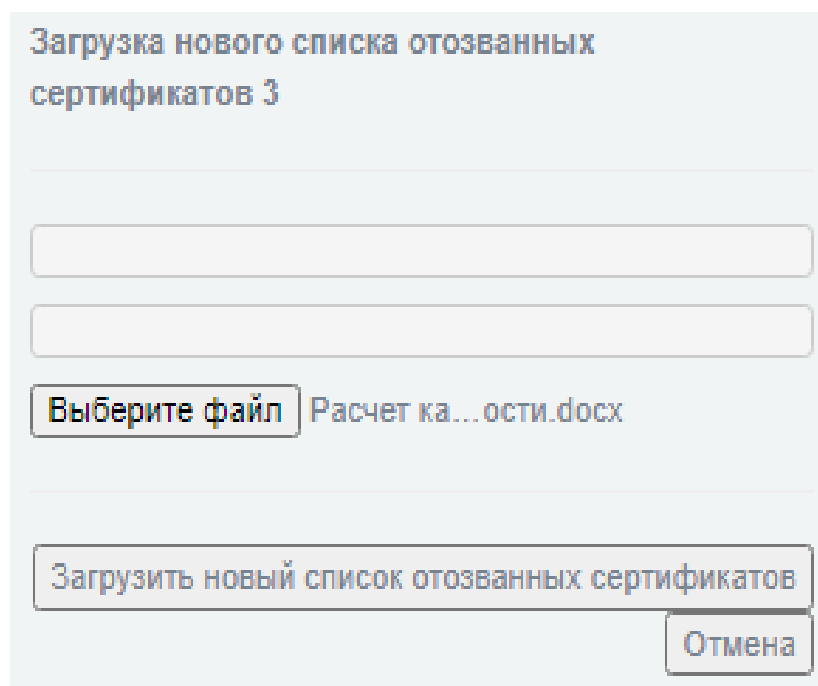 Загрузка нового списка отозванных
сертификатов 3
Выберите файл Расчет ка...ости.docx
Загрузить новый список отозванных сертификатов
Отмена